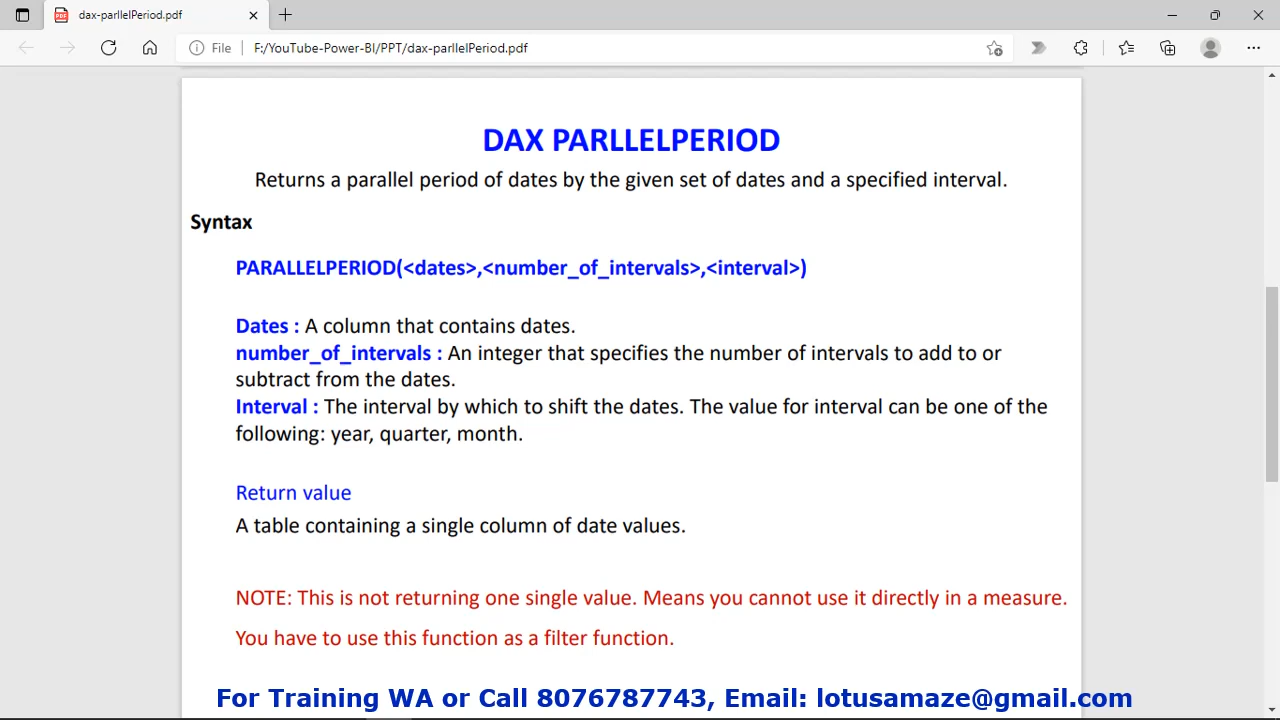 dax-parllelPeriod.pdf
File
F:/YouTube-Power-BI/PPT/dax-parllelPeriod.pdf
DAX PARLLELPERIOD
Returns a parallel period of dates by the given set of dates and a specified interval.
Syntax
PARALLELPERIOD(<dates>,<number_of_intervals>,<interval>)
Dates : A column that contains dates.
number_of_intervals : An integer that specifies the number of intervals to add to or
subtract from the dates.
Interval : The interval by which to shift the dates. The value for interval can be one of the
following: year, quarter, month.
Return value
A table containing a single column of date values.
NOTE: This is not returning one single value. Means you cannot use it directly in a measure.
You have to use this function as a filter function.
For Training WA or Call 8076787743, Email: lotusamaze@gmail.com